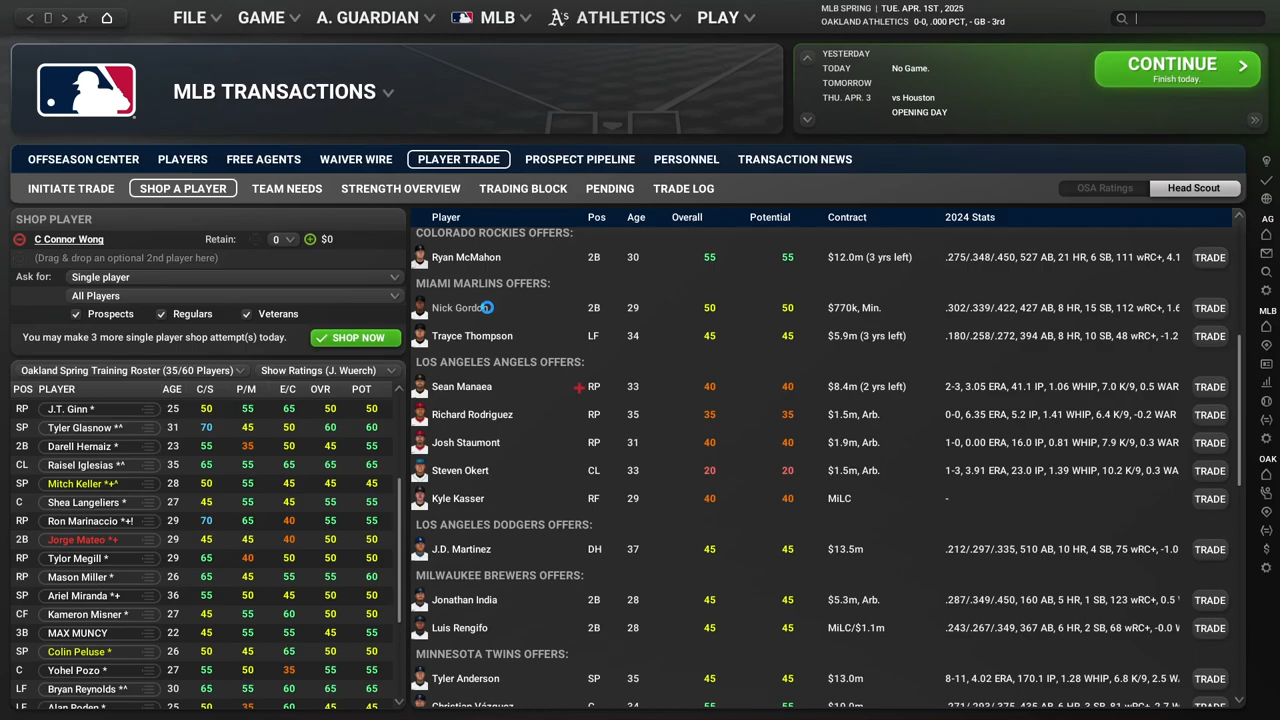 FILE GAME A. GUARDIAN MLB ATHLETICS PLAY
MLB SPRING | TUE. APR. 1ST , 2025
OAKLAND ATHLETICS 0-0, .000 PCT, - GB - 3rd
MLB TRANSACTIONS
YESTERDAY
TODAY No Game.
TOMORROW
THU. APR. 3 vs Houston
OPENING DAY
CONTINUE
Finish today.
OFFSEASON CENTER PLAYERS FREE AGENTS WAIVER WIRE PLAYER TRADE PROSPECT PIPELINE PERSONNEL TRANSACTION NEWS
INITIATE TRADE SHOP A PLAYER TEAM NEEDS STRENGTH OVERVIEW TRADING BLOCK PENDING TRADE LOG OSA Ratings Head Scout
SHOP PLAYER
C Connor Wong Retain: 0 $0
(Drag & drop an optional 2nd player here)
Ask for: Single player
All Players
Prospects Regulars Veterans
You may make 3 more single player shop attempt(s) today. SHOP NOW
Oakland Spring Training Roster (35/60 Players) Show Ratings (J. Wuerch)
POS PLAYER AGE C/S P/M E/C OVR POT
RP J.T. Ginn * 25 50 55 65 50 50
SP Tyler Glasnow *^ 31 70 45 50 60 60
2B Darell Hernaiz * 23 55 35 50 45 55
CL Raisel Iglesias *^ 35 65 55 65 65 65
SP Mitch Keller *+^ 28 50 55 45 45 45
C Shea Langeliers * 27 45 60 45 55 55
RP Ron Marinaccio *+! 29 70 65 40 55 55
2B Jorge Mateo *+ 29 45 45 40 50 50
RP Tylor Megill * 29 65 40 50 50 50
RP Mason Miller * 26 65 45 55 55 60
SP Ariel Miranda *+ 36 50 45 50 45 45
CF Kameron Misner * 27 45 55 60 50 50
3B MAX MUNCY 22 45 55 55 45 50
SP Colin Peluse * 26 50 45 65 50 50
C Yohel Pozo * 27 55 50 35 55 55
LF Bryan Reynolds *^ 30 65 55 60 65 65
LF Alan Roden * 25
Player Pos Age Overall Potential Contract 2024 Stats
COLORADO ROCKIES OFFERS:
Ryan McMahon 2B 30 55 55 $12.0m (3 yrs left) .275/.348/.450, 527 AB, 21 HR, 6 SB, 111 wRC+, 4.1 TRADE
MIAMI MARLINS OFFERS:
Nick Gordon 2B 29 50 50 $770k, Min. .302/.339/.422, 427 AB, 8 HR, 15 SB, 112 wRC+, 1.6 TRADE
Trayce Thompson LF 34 45 45 $5.9m (3 yrs left) .180/.258/.272, 394 AB, 8 HR, 10 SB, 48 wRC+, -1.2 TRADE
LOS ANGELES ANGELS OFFERS:
Sean Manaea RP 33 40 40 $8.4m (2 yrs left) 2-3, 3.05 ERA, 41.1 IP, 1.06 WHIP, 7.0 K/9, 0.5 WAR TRADE
Richard Rodriguez RP 35 35 35 $1.5m, Arb. 0-0, 6.35 ERA, 5.2 IP, 1.41 WHIP, 6.4 K/9, -0.2 WAR TRADE
Josh Staumont RP 31 40 40 $1.9m, Arb. 1-0, 0.00 ERA, 16.0 IP, 0.81 WHIP, 7.9 K/9, 0.3 WAR TRADE
Steven Okert CL 33 20 20 $1.5m, Arb. 1-3, 3.91 ERA, 23.0 IP, 1.39 WHIP, 10.2 K/9, 0.3 WA TRADE
Kyle Kasser RF 29 40 40 MiLC - TRADE
LOS ANGELES DODGERS OFFERS:
J.D. Martinez DH 37 45 45 $13.5m .212/.297/.335, 510 AB, 10 HR, 4 SB, 75 wRC+, -1.0 TRADE
MILWAUKEE BREWERS OFFERS:
Jonathan India 2B 28 45 45 $5.3m, Arb. .287/.349/.450, 160 AB, 5 HR, 1 SB, 123 wRC+, 0.5 TRADE
Luis Rengifo 2B 28 45 45 MiLC/$1.1m .243/.267/.349, 367 AB, 6 HR, 2 SB, 68 wRC+, -0.0 TRADE
MINNESOTA TWINS OFFERS:
Tyler Anderson SP 35 45 45 $13.0m 8-11, 4.02 ERA, 170.1 IP, 1.28 WHIP, 6.8 K/9, 2.5 W TRADE
Christian Vázquez C 34 55 55
AG
MLB
OAK